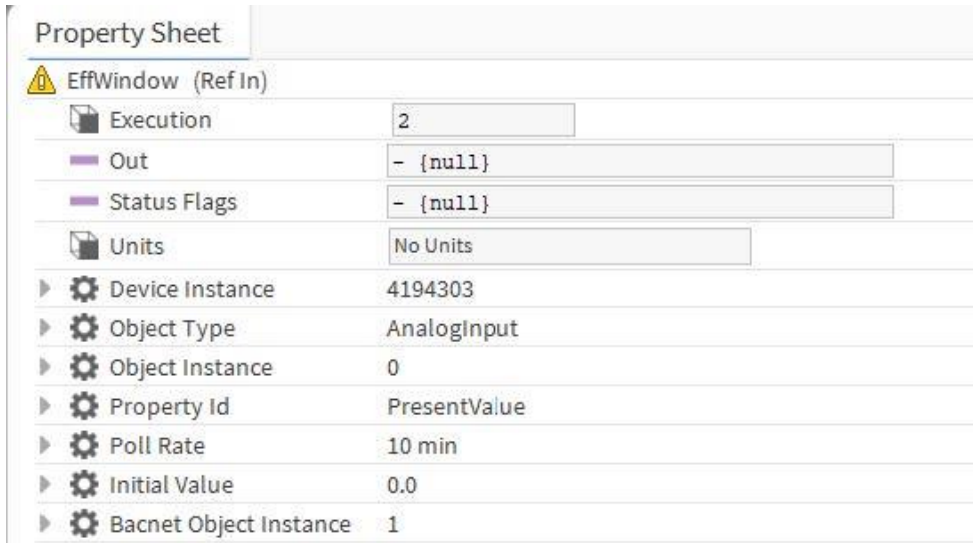 Property Sheet
EffWindow (Ref In)
Execution 2
Out - {null}
Status Flags - {null}
Units No Units
Device Instance 4194303
Object Type AnalogInput
Object Instance 0
Property Id PresentValue
Poll Rate 10 min
Initial Value 0.0
Bacnet Object Instance 1